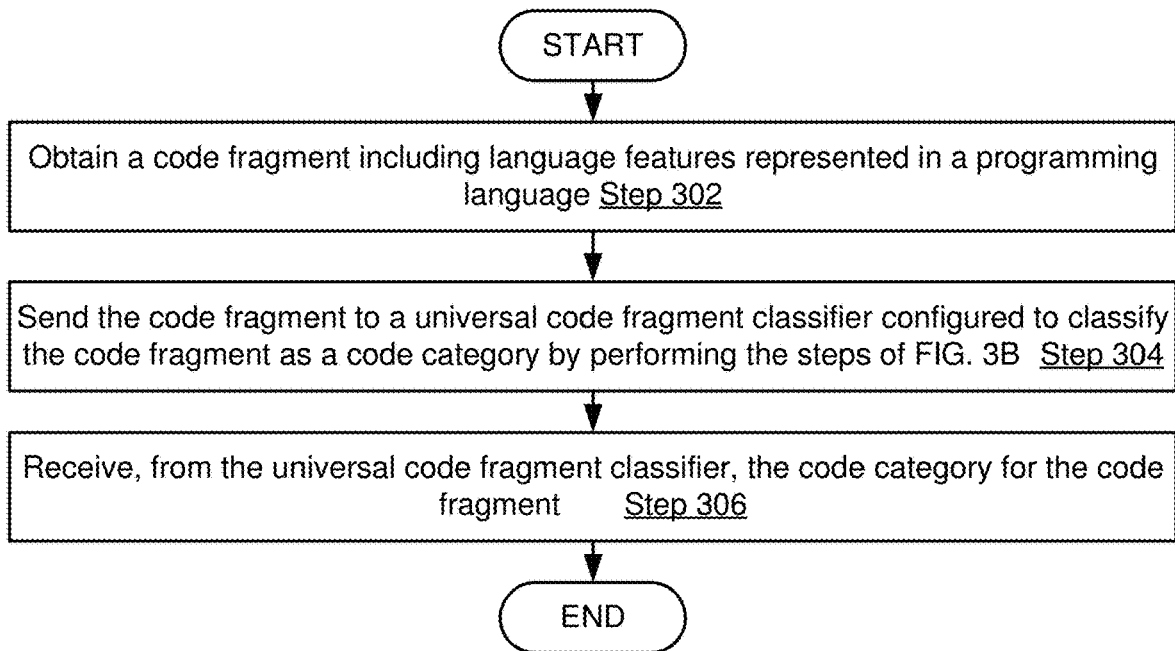 START
Obtain a code fragment including language features represented in a programming
language Step 302
Send the code fragment to a universal code fragment classifier configured to classify
the code fragment as a code category by performing the steps of FIG. 3B Step 304
Receive, from the universal code fragment classifier, the code category for the code
fragment Step 306
END